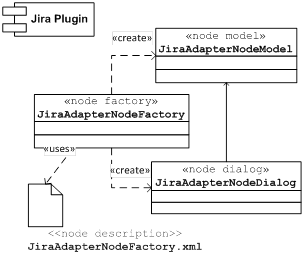 Jira Plugin
«create»
«node model»
JiraAdapterNodeModel
«node factory»
JiraAdapterNodeFactory
«uses»
«create»
«node dialog»
JiraAdapterNodeDialog
<<node description>>
JiraAdapterNodeFactory.xml